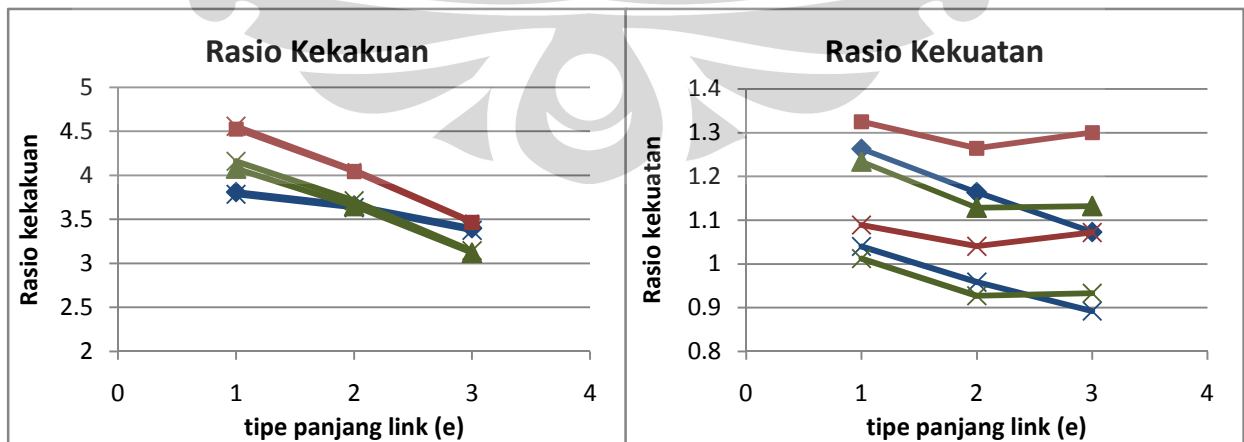 Rasio Kekakuan
5
4.5
4
3.5
3
2.5
2
0 1 2 3 4
Rasio kekakuan
tipe panjang link (e)
Rasio Kekuatan
1.4
1.3
1.2
1.1
1
0.9
0.8
0 1 2 3 4
Rasio kekuatan
tipe panjang link (e)